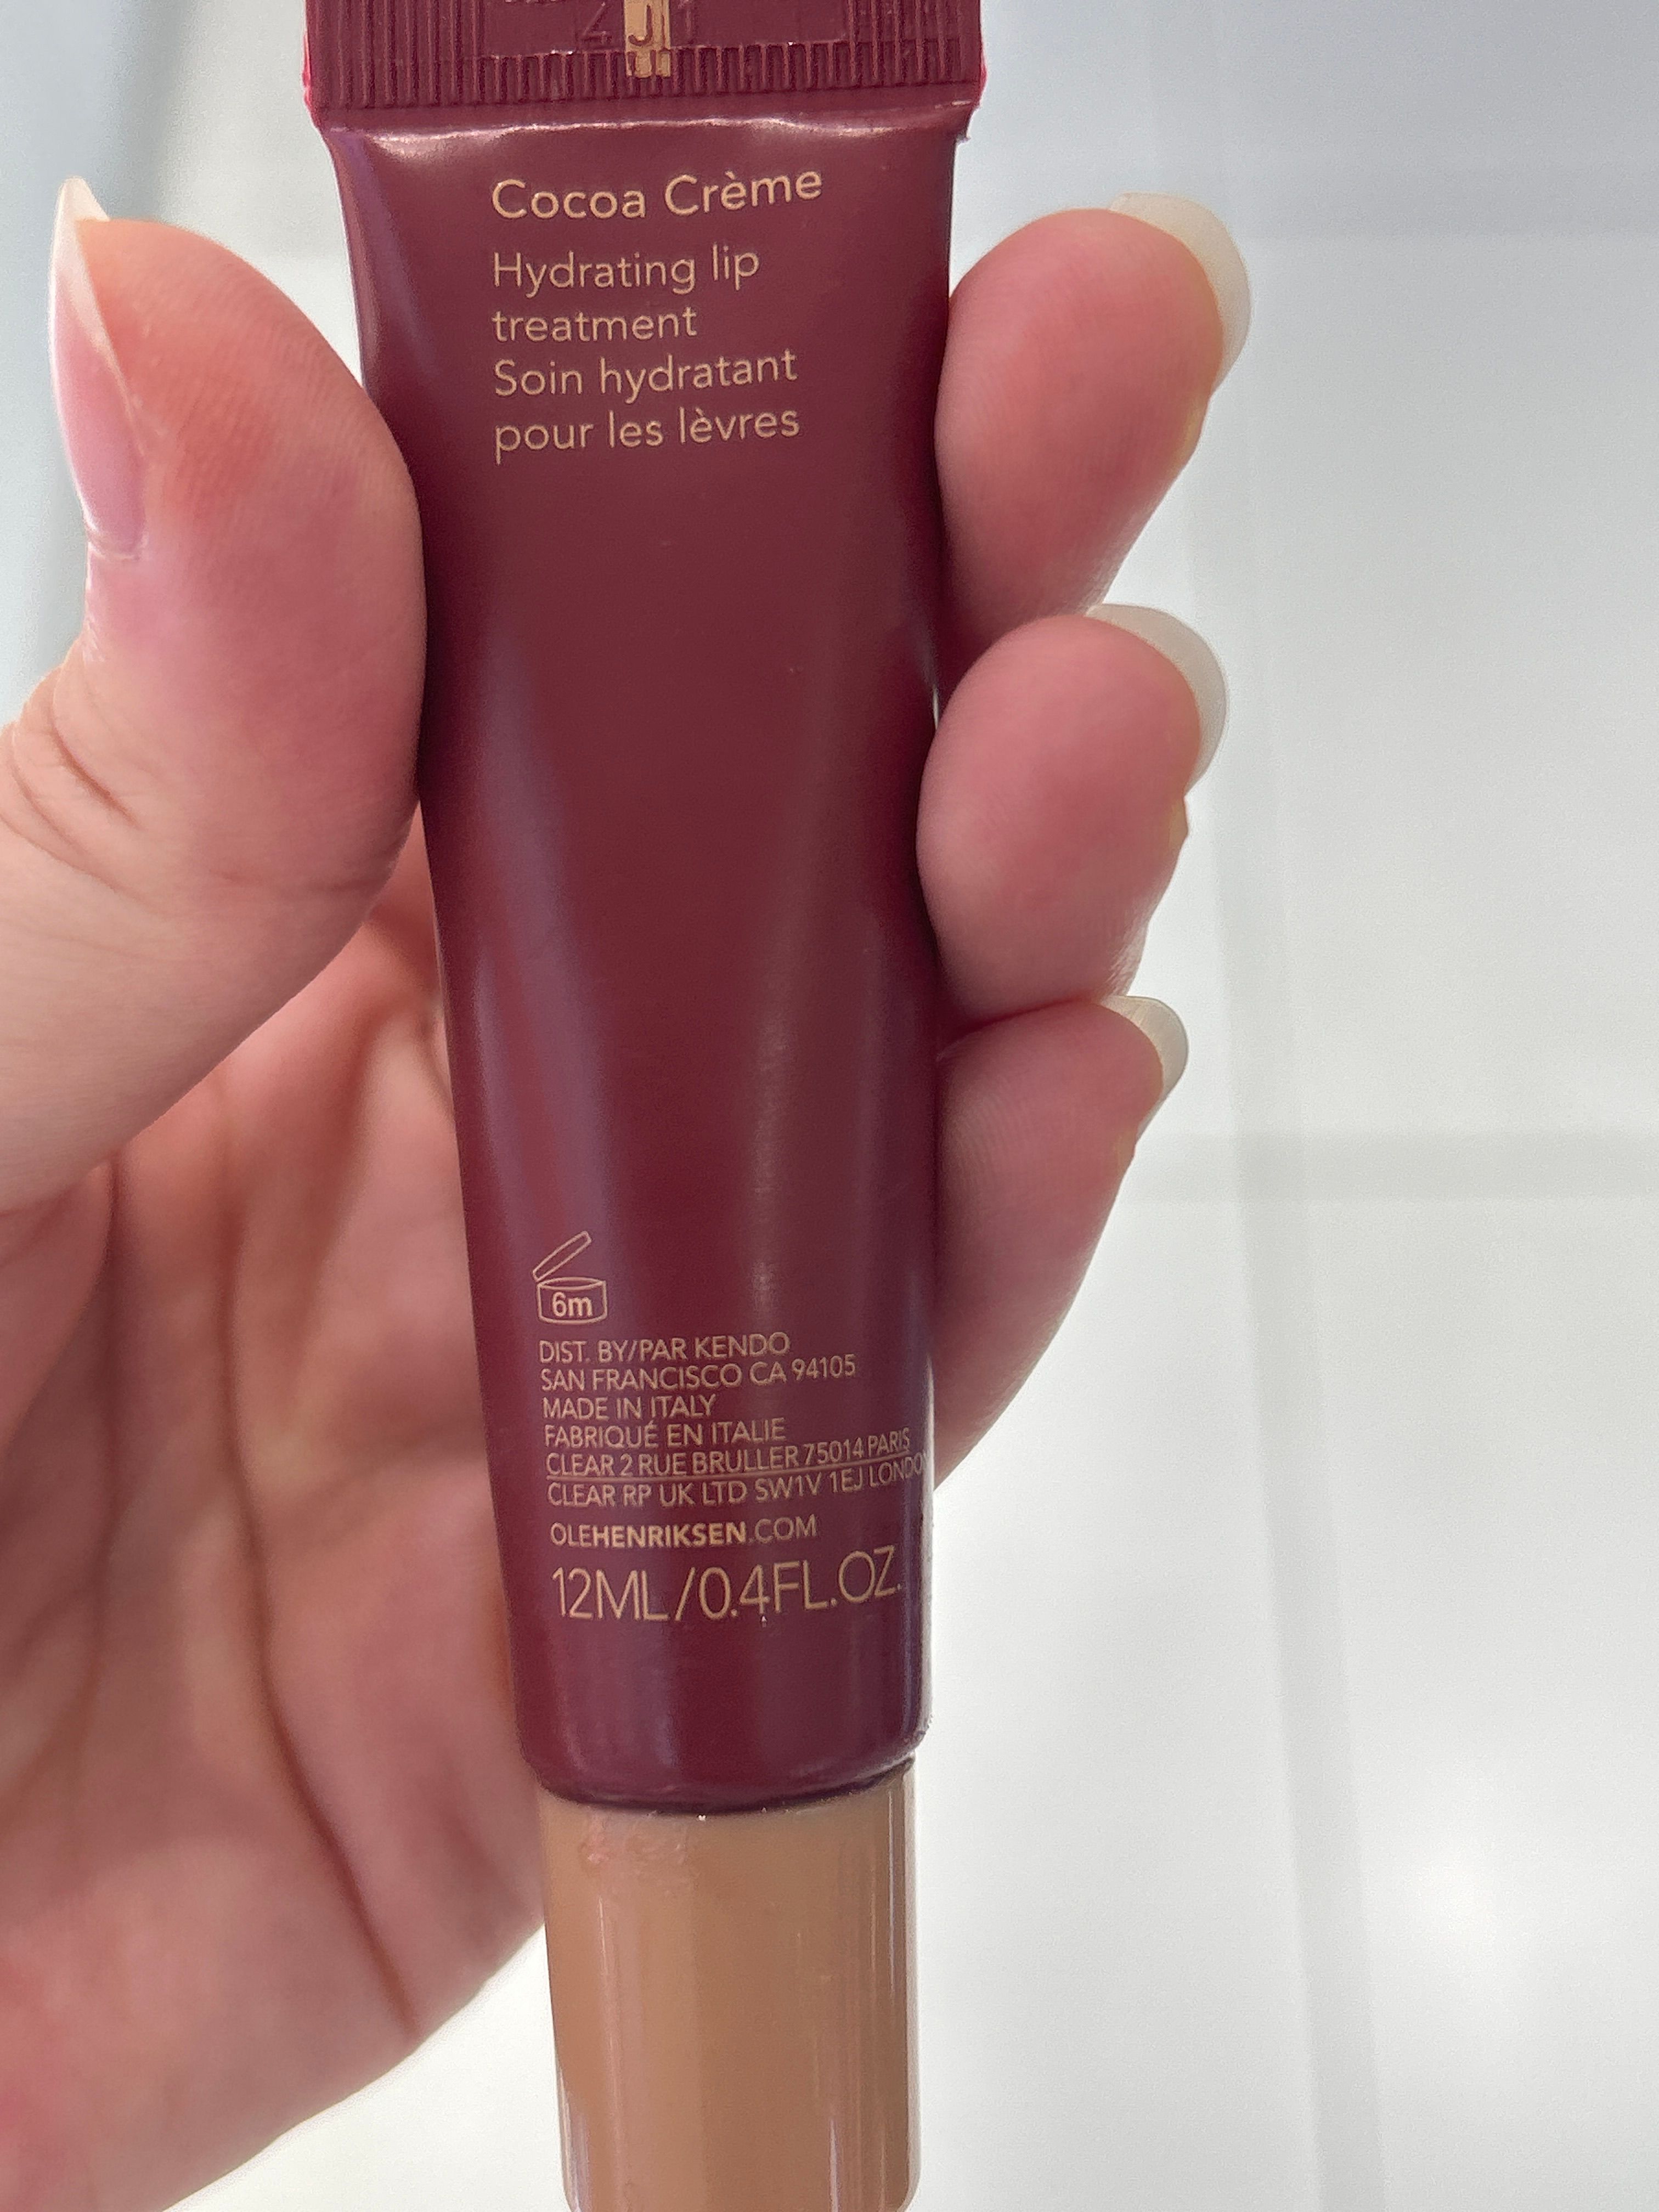 Cocoa Crème
Hydrating lip
treatment
Soin hydratant
pour les lèvres
6m
DIST. BY/PAR KENDO
SAN FRANCISCO CA 94105
MADE IN ITALY
FABRIQUÉ EN ITALIE
CLEAR 2 RUE BRULLER 75014 PARIS
CLEAR RP UK LTD SW1V 1EJ LONDON
OLEHENRIKSEN.COM
12ML/0.4FL.OZ.